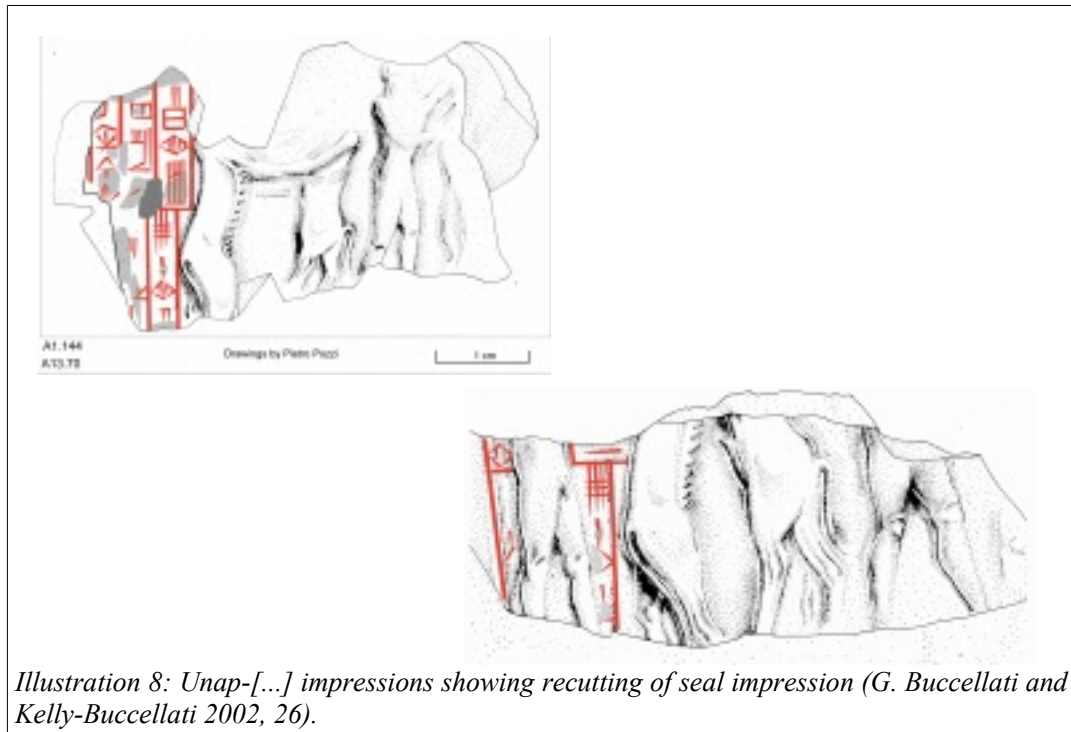 A1.144
A13.70
Drawings by Pietro Pozzi
1 cm
Illustration 8: Unap-[...] impressions showing recutting of seal impression (G. Buccellati and
Kelly-Buccellati 2002, 26).